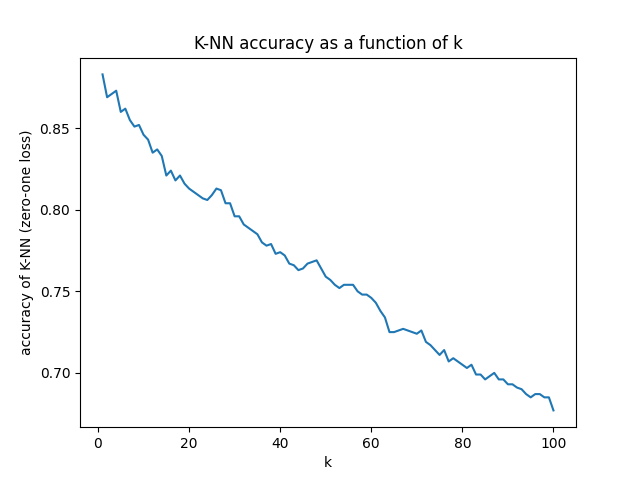 K-NN accuracy as a function of k
accuracy of K-NN (zero-one loss)
0.85
0.80
0.75
0.70
0 20 40 60 80 100
k